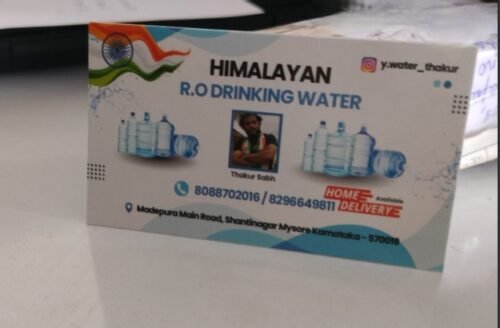 y.water_thakur
HIMALAYAN
R.O DRINKING WATER
Thakur Sabh
8088702016 / 8296649811
HOME
DELIVERY
Available
Madepura Main Road, Shantinagar Mysore Karnataka - 570019